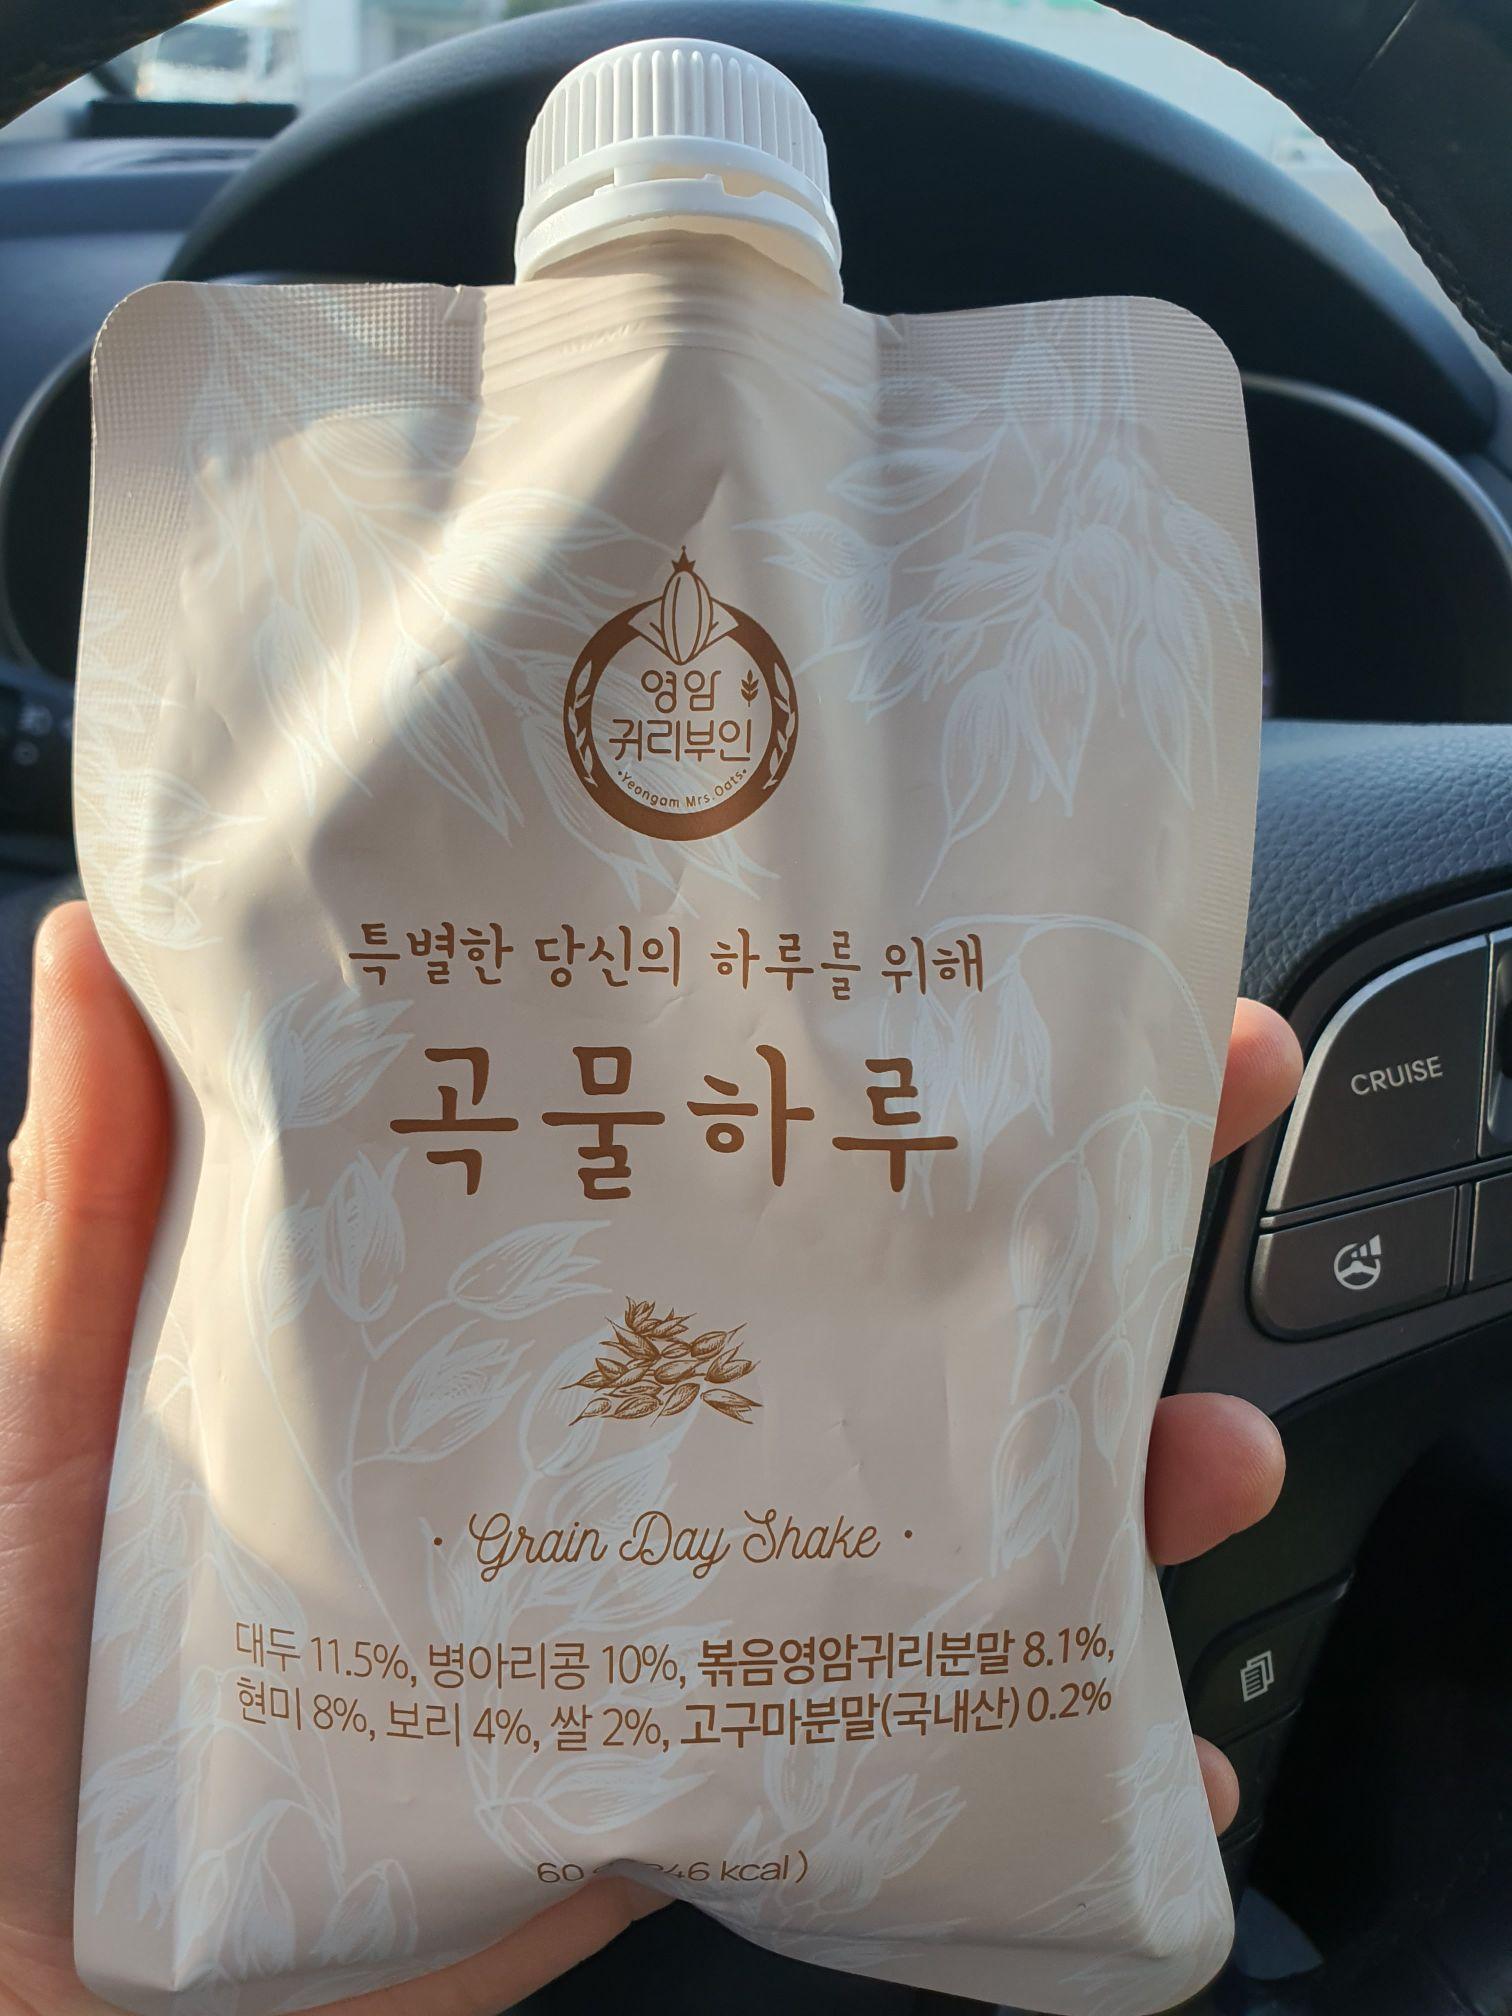 영암
귀리부인
·Yeongam Mrs.Oats·
특별한 당신의 하루를 위해
곡물하루
· Grain Day Shake ·
대두 11.5%, 병아리콩 10%, 볶음영암귀리분말 8.1%,
현미 8%, 보리 4%, 쌀 2%, 고구마분말(국내산) 0.2%
60 kcal)
CRUISE